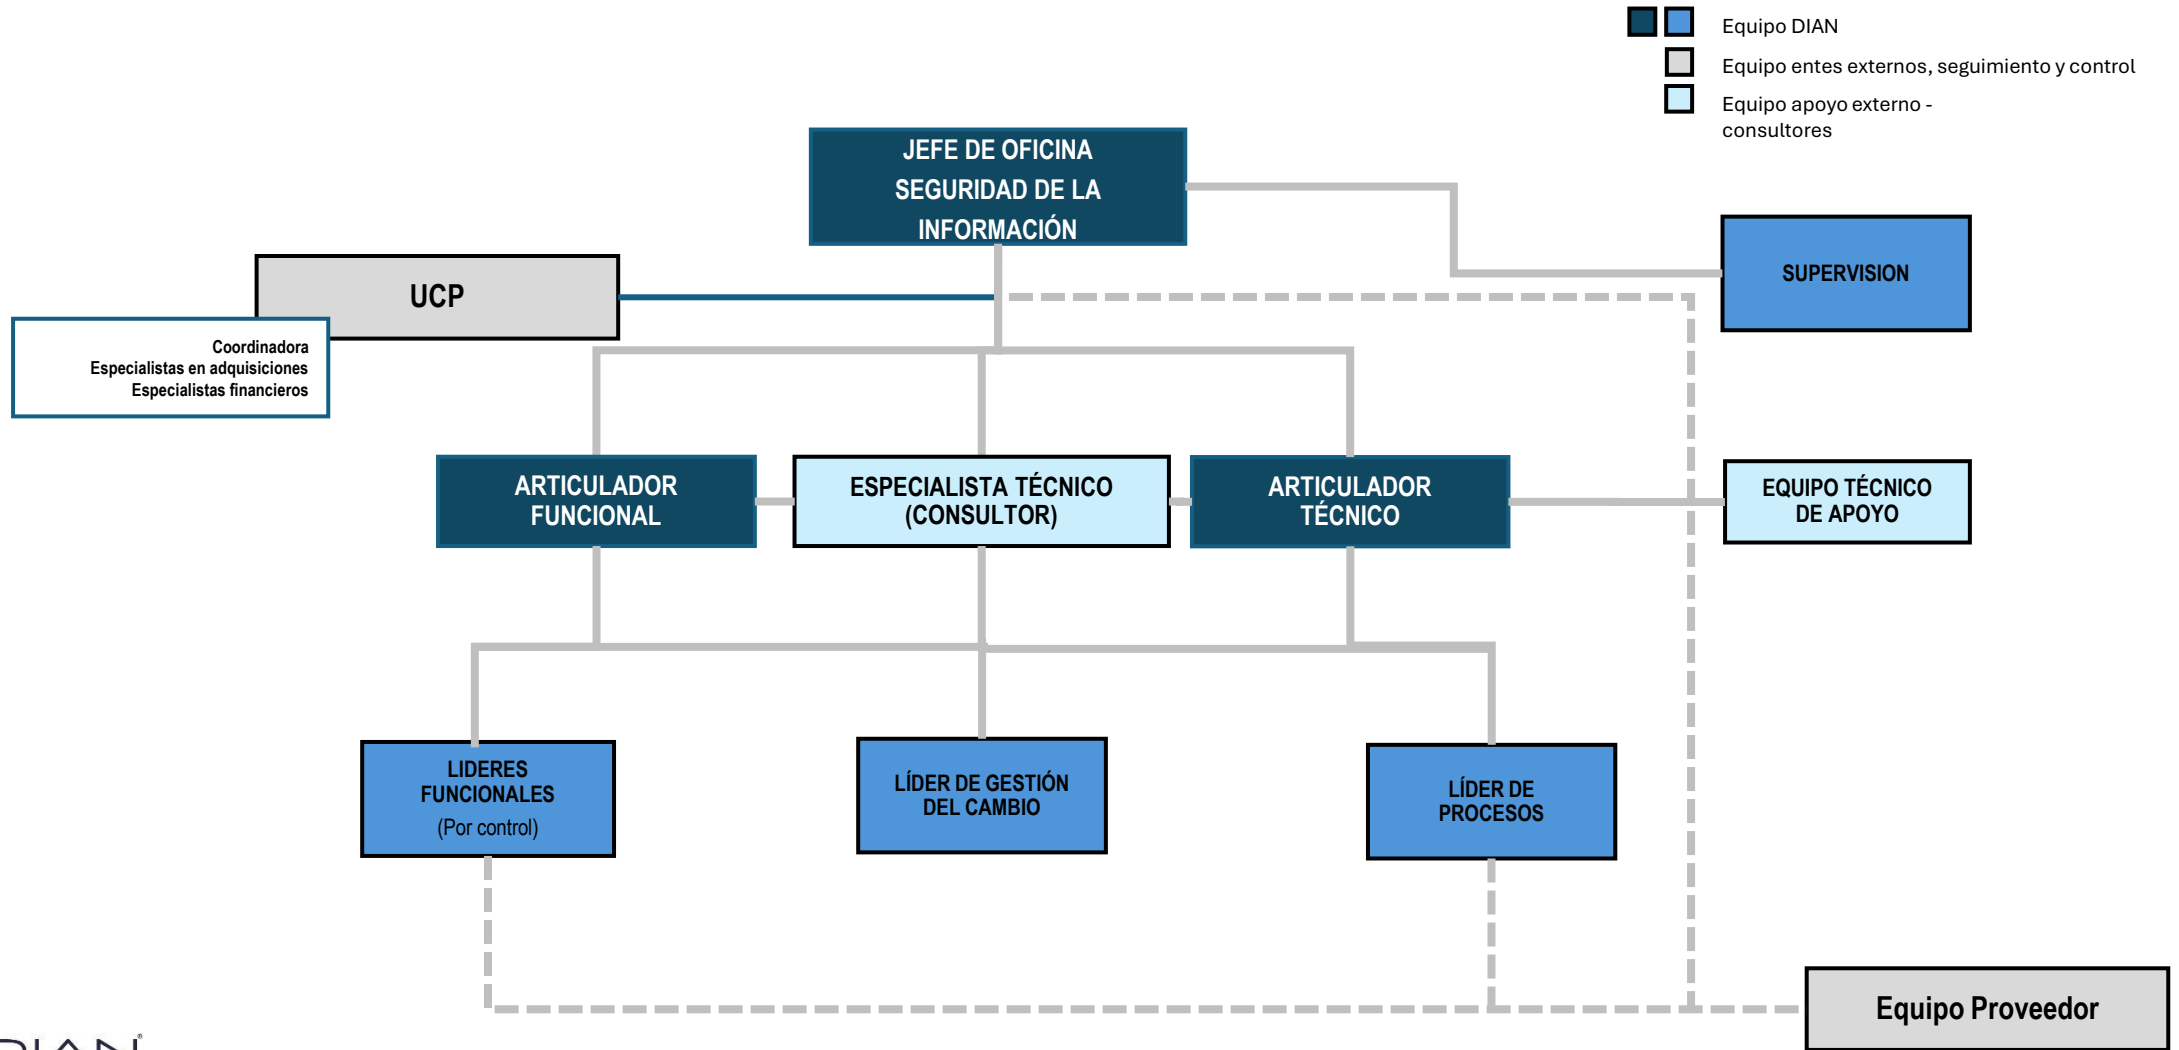 Equipo DIAN
Equipo entes externos, seguimiento y control
Equipo apoyo externo -
consultores
JEFE DE OFICINA
SEGURIDAD DE LA
INFORMACIÓN
SUPERVISION
UCP
Coordinadora
Especialistas en adquisiciones
Especialistas financieros
ARTICULADOR
FUNCIONAL
ESPECIALISTA TÉCNICO
(CONSULTOR)
ARTICULADOR
TÉCNICO
EQUIPO TÉCNICO
DE APOYO
LIDERES
FUNCIONALES
(Por control)
LÍDER DE GESTIÓN
DEL CAMBIO
LÍDER DE
PROCESOS
Equipo Proveedor
DIAN